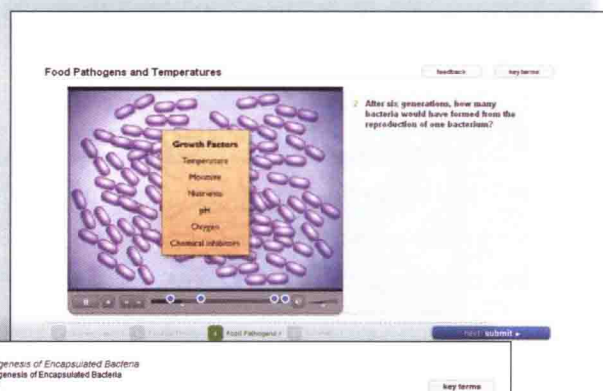 Food Pathogens and Temperatures
feedback
key terms
2 After six generations, how many
bacteria would have formed from the
reproduction of one bacterium?
Growth Factors
Temperature
Moisture
Nutrients
pH
Oxygen
Chemical inhibitors
Food Pathogens
next: submit
genesis of Encapsulated Bacteria
genesis of Encapsulated Bacteria
key terms